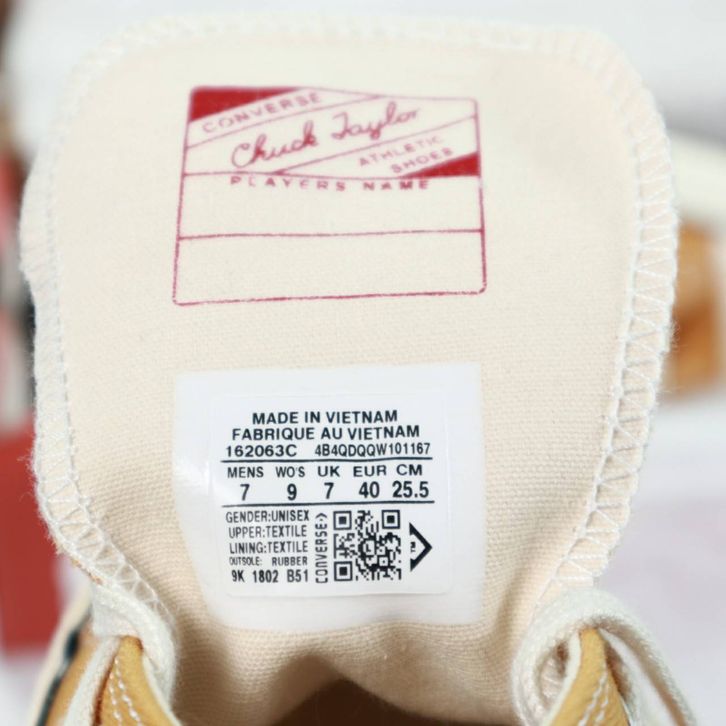 CONVERSE
Chuck Taylor
ATHLETIC
SHOES
PLAYERS NAME
MADE IN VIETNAM
FABRIQUE AU VIETNAM
162063C 4B4QDQQW101167
MENS WO'S UK EUR CM
7 9 7 40 25.5
GENDER:UNISEX
UPPER:TEXTILE
LINING:TEXTILE
OUTSOLE: RUBBER
9K 1802 B51
CONVERSE>